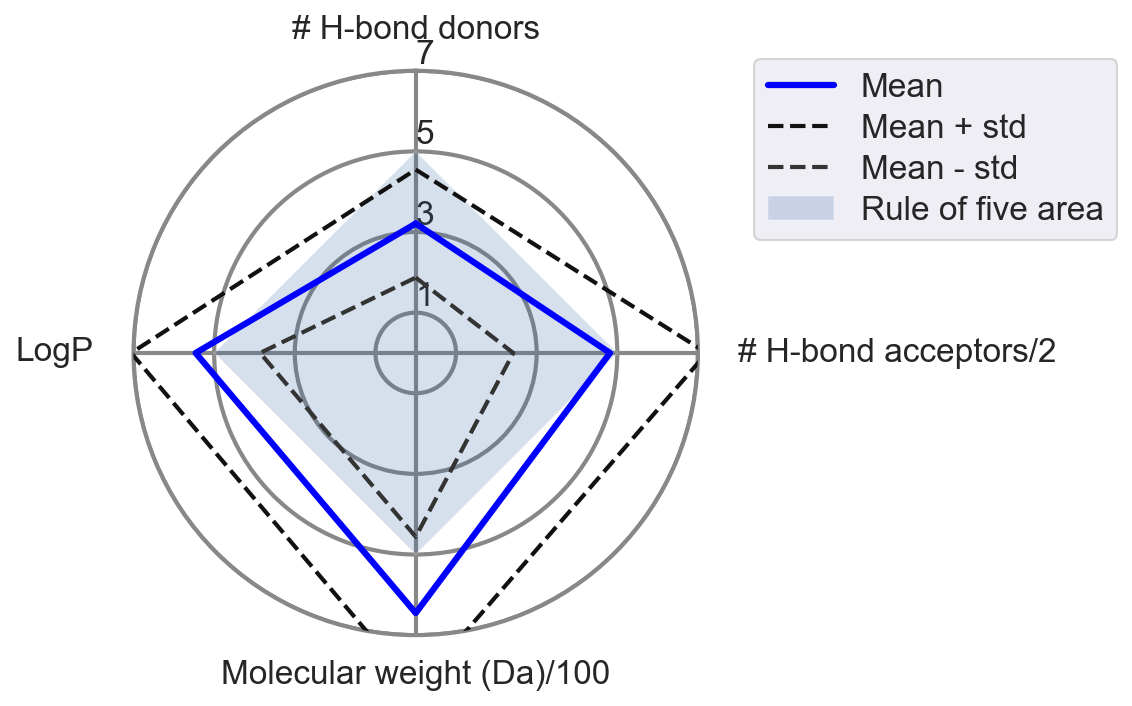 # H-bond donors
7
5
3
1
LogP
# H-bond acceptors/2
Molecular weight (Da)/100
Mean
Mean + std
Mean - std
Rule of five area